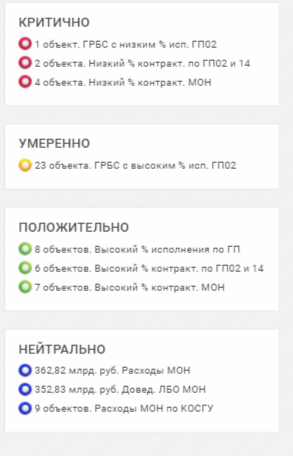 КРИТИЧНО
1 объект. ГРБС с низким % исп. ГП02
2 объекта. Низкий % контракт. по ГП02 и 14
4 объекта. Низкий % контракт. МОН
УМЕРЕННО
23 объекта. ГРБС с высоким % исп. ГП02
ПОЛОЖИТЕЛЬНО
8 объектов. Высокий % исполнения по ГП
6 объектов. Высокий % контракт. по ГП02 и 14
7 объектов. Высокий % контракт. МОН
НЕЙТРАЛЬНО
362,82 млрд. руб. Расходы МОН
352,83 млрд. руб. Довед. ЛБО МОН
9 объектов. Расходы МОН по КОСГУ